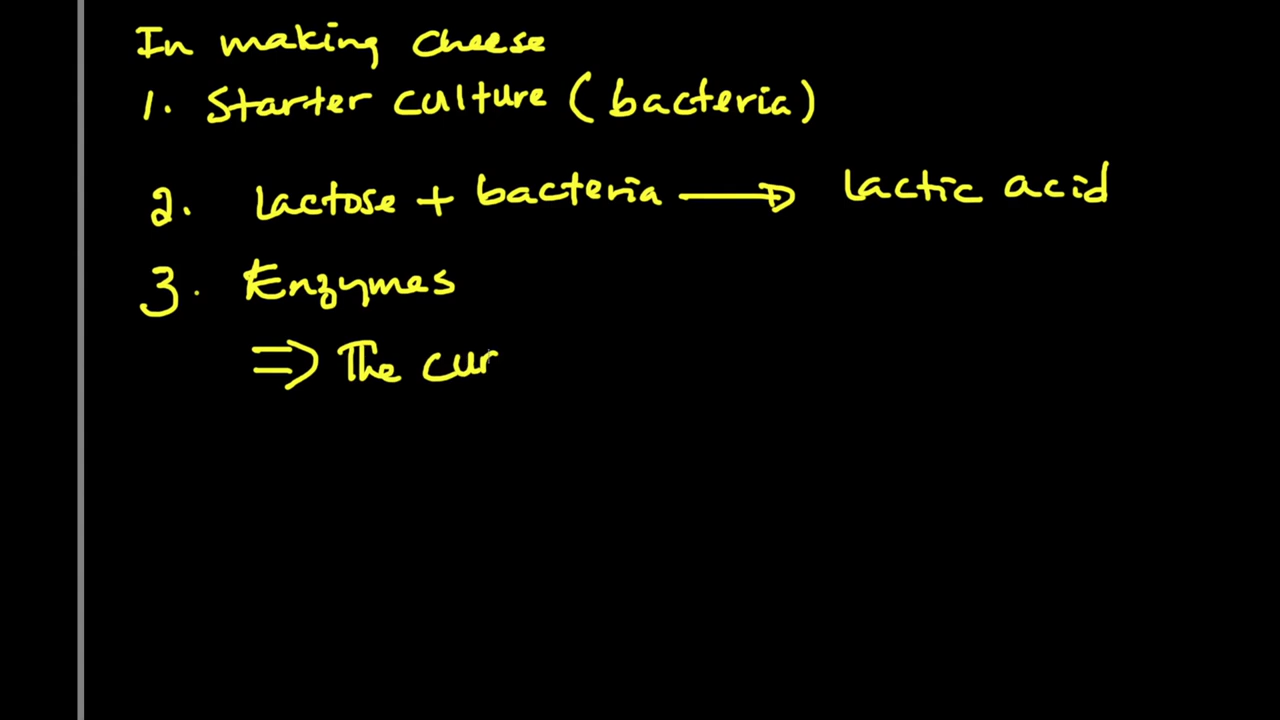 In making cheese
1. Starter culture (bacteria)
2. Lactose + bacteria ⟶ Lactic acid
3. Enzymes
⇒ The cur